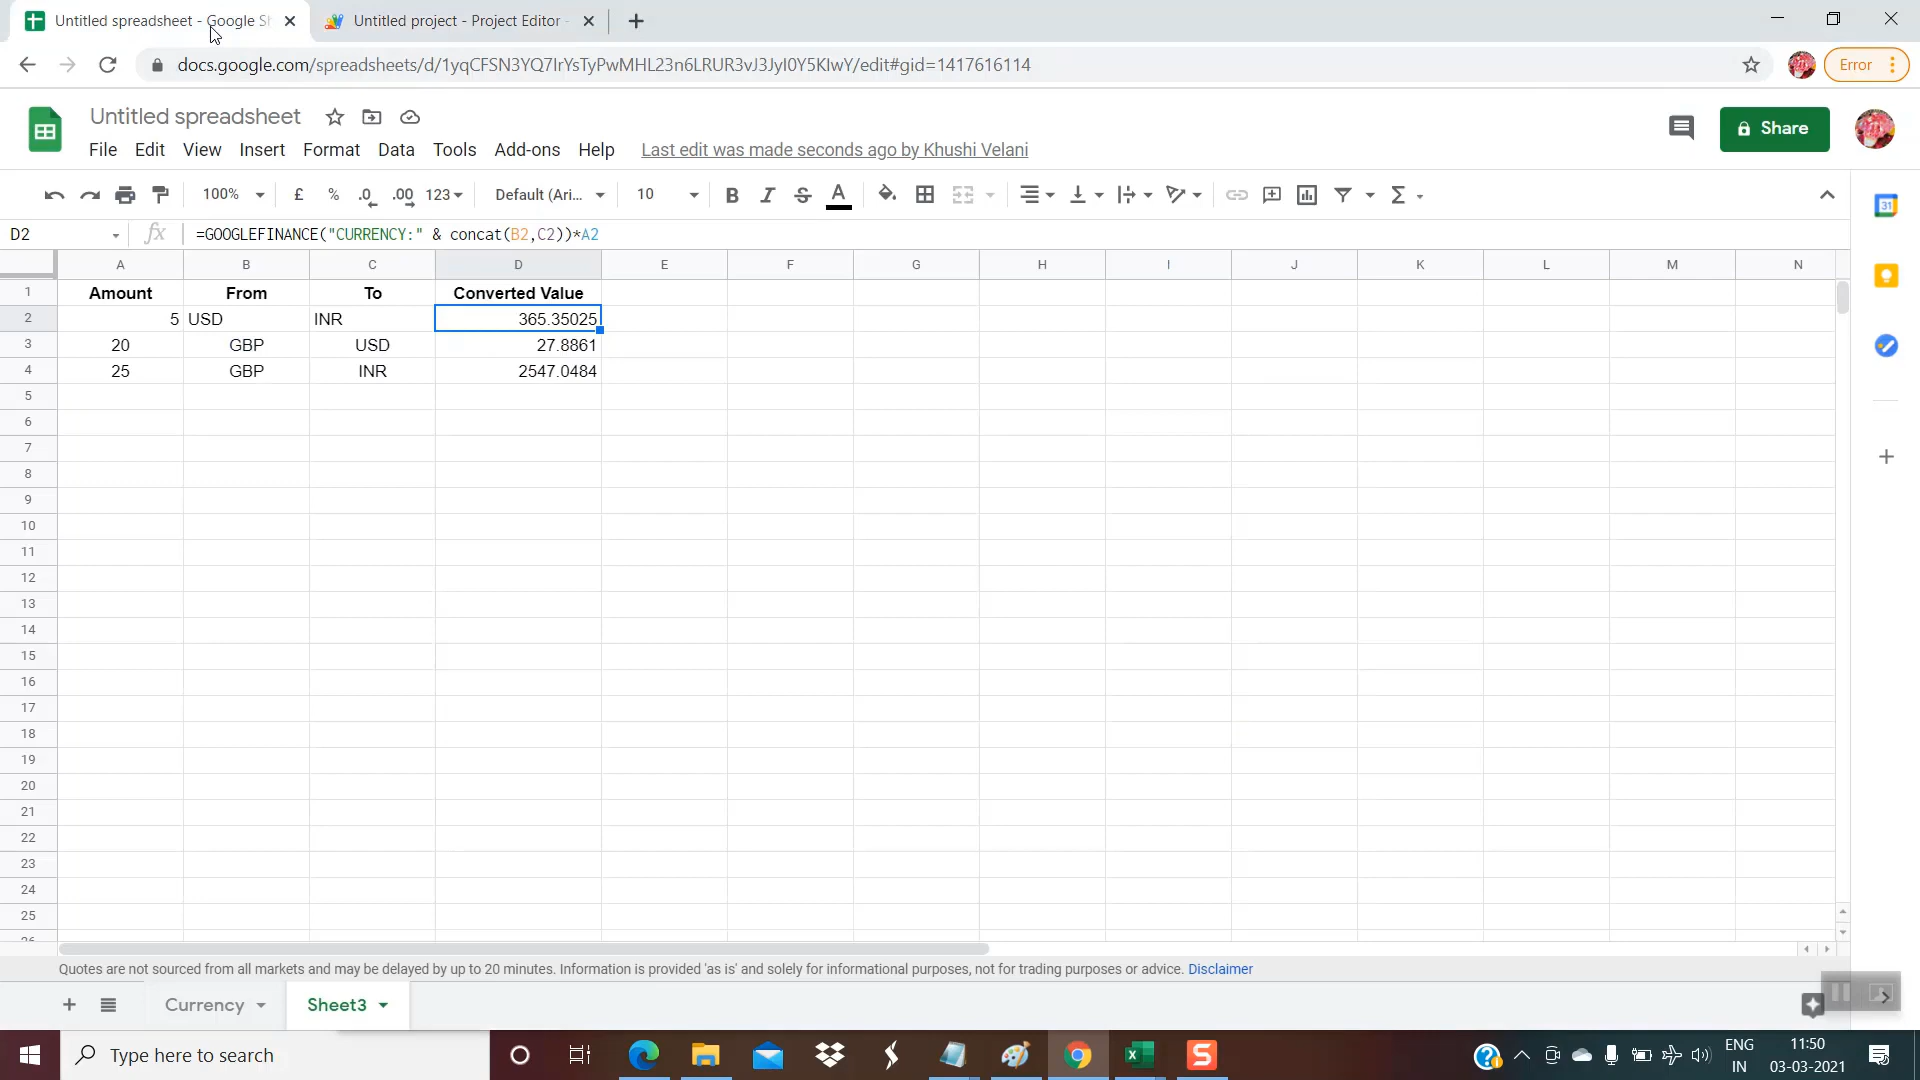 Untitled spreadsheet - Google Sh
Untitled project - Project Editor -
docs.google.com/spreadsheets/d/1yqCFSN3YQ7IrYsTyPwMHL23n6LRUR3vJ3JyI0Y5KIwY/edit#gid=1417616114
Error
Untitled spreadsheet
File Edit View Insert Format Data Tools Add-ons Help Last edit was made seconds ago by Khushi Velani
Share
100% £ % .0 .00 123 Default (Ari... 10 B I S A Σ
31
D2 fx =GOOGLEFINANCE("CURRENCY:" & concat(B2,C2))*A2
A B C D E F G H I J K L M N
1 Amount From To Converted Value
2 5 USD INR 365.35025
3 20 GBP USD 27.8861
4 25 GBP INR 2547.0484
5
6
7
8
9
10
11
12
13
14
15
16
17
18
19
20
21
22
23
24
25
26
Quotes are not sourced from all markets and may be delayed by up to 20 minutes. Information is provided 'as is' and solely for informational purposes, not for trading purposes or advice. Disclaimer
Currency Sheet3
Type here to search
ENG 11:50
IN 03-03-2021